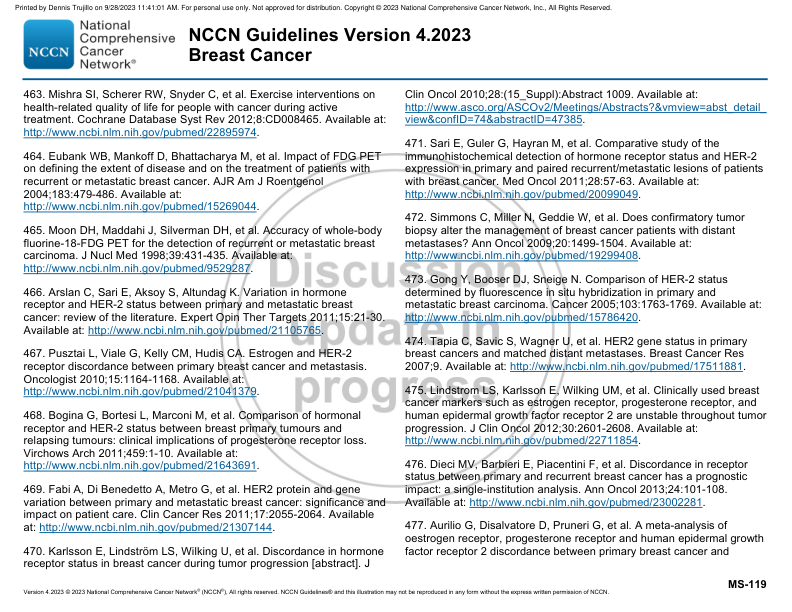 Printed by Dennis Trujillo on 9/28/2023 11:41:01 AM. For personal use only. Not approved for distribution. Copyright © 2023 National Comprehensive Cancer Network, Inc., All Rights Reserved.
NCCN
National
Comprehensive
Cancer
Network®
NCCN Guidelines Version 4.2023
Breast Cancer
463. Mishra SI, Scherer RW, Snyder C, et al. Exercise interventions on
health-related quality of life for people with cancer during active
treatment. Cochrane Database Syst Rev 2012;8:CD008465. Available at:
http://www.ncbi.nlm.nih.gov/pubmed/22895974.
464. Eubank WB, Mankoff D, Bhattacharya M, et al. Impact of FDG PET
on defining the extent of disease and on the treatment of patients with
recurrent or metastatic breast cancer. AJR Am J Roentgenol
2004;183:479-486. Available at:
http://www.ncbi.nlm.nih.gov/pubmed/15269044.
465. Moon DH, Maddahi J, Silverman DH, et al. Accuracy of whole-body
fluorine-18-FDG PET for the detection of recurrent or metastatic breast
carcinoma. J Nucl Med 1998;39:431-435. Available at:
http://www.ncbi.nlm.nih.gov/pubmed/9529287.
466. Arslan C, Sari E, Aksoy S, Altundag K. Variation in hormone
receptor and HER-2 status between primary and metastatic breast
cancer: review of the literature. Expert Opin Ther Targets 2011;15:21-30.
Available at: http://www.ncbi.nlm.nih.gov/pubmed/21105765.
467. Pusztai L, Viale G, Kelly CM, Hudis CA. Estrogen and HER-2
receptor discordance between primary breast cancer and metastasis.
Oncologist 2010;15:1164-1168. Available at:
http://www.ncbi.nlm.nih.gov/pubmed/21041379.
468. Bogina G, Bortesi L, Marconi M, et al. Comparison of hormonal
receptor and HER-2 status between breast primary tumours and
relapsing tumours: clinical implications of progesterone receptor loss.
Virchows Arch 2011;459:1-10. Available at:
http://www.ncbi.nlm.nih.gov/pubmed/21643691.
469. Fabi A, Di Benedetto A, Metro G, et al. HER2 protein and gene
variation between primary and metastatic breast cancer: significance and
impact on patient care. Clin Cancer Res 2011;17:2055-2064. Available
at: http://www.ncbi.nlm.nih.gov/pubmed/21307144.
470. Karlsson E, Lindström LS, Wilking U, et al. Discordance in hormone
receptor status in breast cancer during tumor progression [abstract]. J
Clin Oncol 2010;28:(15_Suppl):Abstract 1009. Available at:
http://www.asco.org/ASCOv2/Meetings/Abstracts?&vmview=abst_detail_
view&confID=74&abstractID=47385.
471. Sari E, Guler G, Hayran M, et al. Comparative study of the
immunohistochemical detection of hormone receptor status and HER-2
expression in primary and paired recurrent/metastatic lesions of patients
with breast cancer. Med Oncol 2011;28:57-63. Available at:
http://www.ncbi.nlm.nih.gov/pubmed/20099049.
472. Simmons C, Miller N, Geddie W, et al. Does confirmatory tumor
biopsy alter the management of breast cancer patients with distant
metastases? Ann Oncol 2009;20:1499-1504. Available at:
http://www.ncbi.nlm.nih.gov/pubmed/19299408.
473. Gong Y, Booser DJ, Sneige N. Comparison of HER-2 status
determined by fluorescence in situ hybridization in primary and
metastatic breast carcinoma. Cancer 2005;103:1763-1769. Available at:
http://www.ncbi.nlm.nih.gov/pubmed/15786420.
474. Tapia C, Savic S, Wagner U, et al. HER2 gene status in primary
breast cancers and matched distant metastases. Breast Cancer Res
2007;9. Available at: http://www.ncbi.nlm.nih.gov/pubmed/17511881.
475. Lindstrom LS, Karlsson E, Wilking UM, et al. Clinically used breast
cancer markers such as estrogen receptor, progesterone receptor, and
human epidermal growth factor receptor 2 are unstable throughout tumor
progression. J Clin Oncol 2012;30:2601-2608. Available at:
http://www.ncbi.nlm.nih.gov/pubmed/22711854.
476. Dieci MV, Barbieri E, Piacentini F, et al. Discordance in receptor
status between primary and recurrent breast cancer has a prognostic
impact: a single-institution analysis. Ann Oncol 2013;24:101-108.
Available at: http://www.ncbi.nlm.nih.gov/pubmed/23002281.
477. Aurilio G, Disalvatore D, Pruneri G, et al. A meta-analysis of
oestrogen receptor, progesterone receptor and human epidermal growth
factor receptor 2 discordance between primary breast cancer and
Discussion
update in
progress
MS-119
Version 4.2023 © 2023 National Comprehensive Cancer Network® (NCCN®), All rights reserved. NCCN Guidelines® and this illustration may not be reproduced in any form without the express written permission of NCCN.